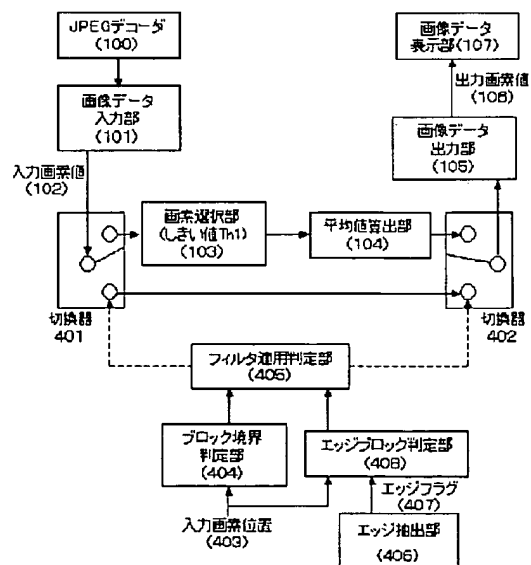 JPEGデコーダ
(100)
画像データ
入力部
(101)
入力画素値
(102)
画像データ
表示部(107)
出力画素値
(106)
画像データ
出力部
(105)
画素選択部
(しきい値Th1)
(103)
平均値算出部
(104)
切換器
401
切換器
402
フィルタ適用判定部
(405)
ブロック境界
判定部
(404)
エッジブロック判定部
(408)
エッジフラグ
(407)
入力画素位置
(403)
エッジ抽出部
(406)